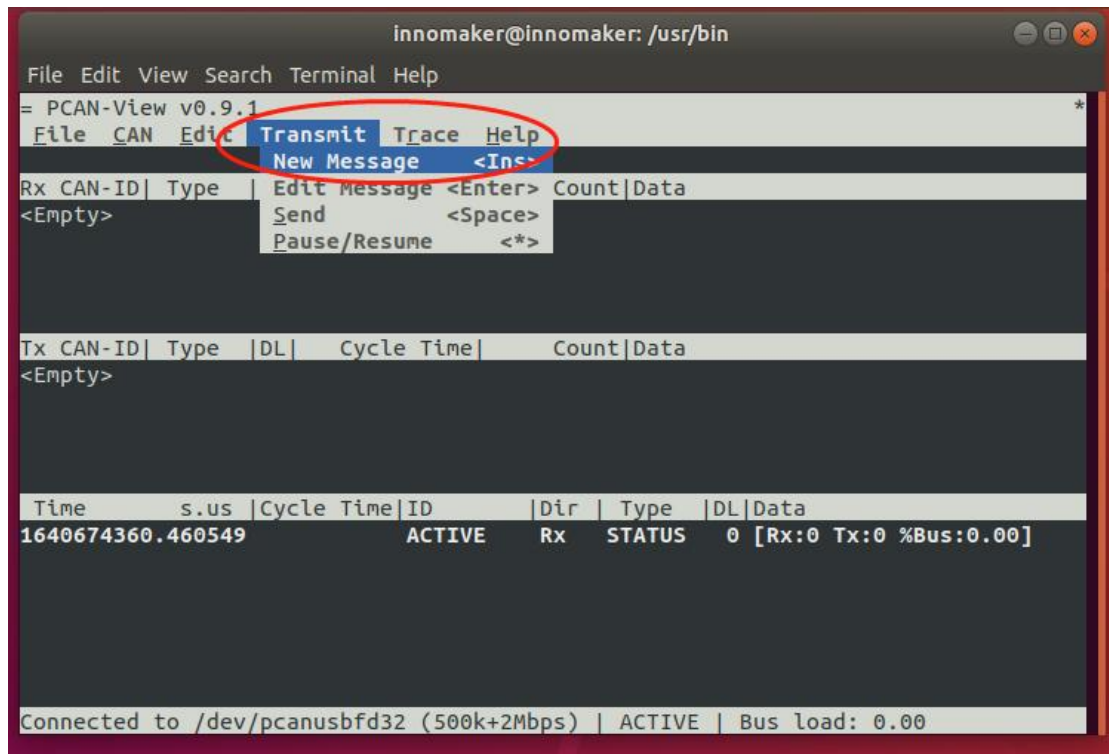 innomaker@innomaker: /usr/bin
File Edit View Search Terminal Help
= PCAN-View v0.9.1 *
File CAN Edit Transmit Trace Help
New Message <Ins>
Rx CAN-ID| Type | Edit Message <Enter> Count|Data
<Empty> Send <Space>
Pause/Resume <*>
Tx CAN-ID| Type |DL| Cycle Time| Count|Data
<Empty>
Time s.us |Cycle Time|ID |Dir | Type |DL|Data
1640674360.460549 ACTIVE Rx STATUS 0 [Rx:0 Tx:0 %Bus:0.00]
Connected to /dev/pcanusbfd32 (500k+2Mbps) | ACTIVE | Bus load: 0.00